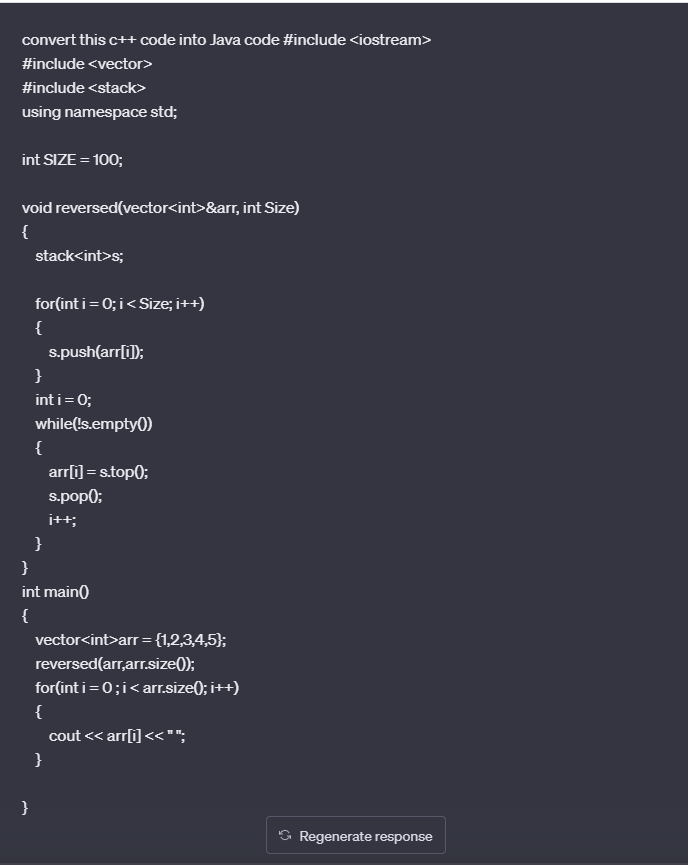 convert this c++ code into Java code #include <iostream>
#include <vector>
#include <stack>
using namespace std;

int SIZE = 100;

void reversed(vector<int>&arr, int Size)
{
stack<int>s;

for(int i = 0; i < Size; i++)
{
s.push(arr[i]);
}
int i = 0;
while(!s.empty())
{
arr[i] = s.top();
s.pop();
i++;
}
}
int main()
{
vector<int>arr = {1,2,3,4,5};
reversed(arr,arr.size());
for(int i = 0 ; i < arr.size(); i++)
{
cout << arr[i] << " ";
}

}
Regenerate response